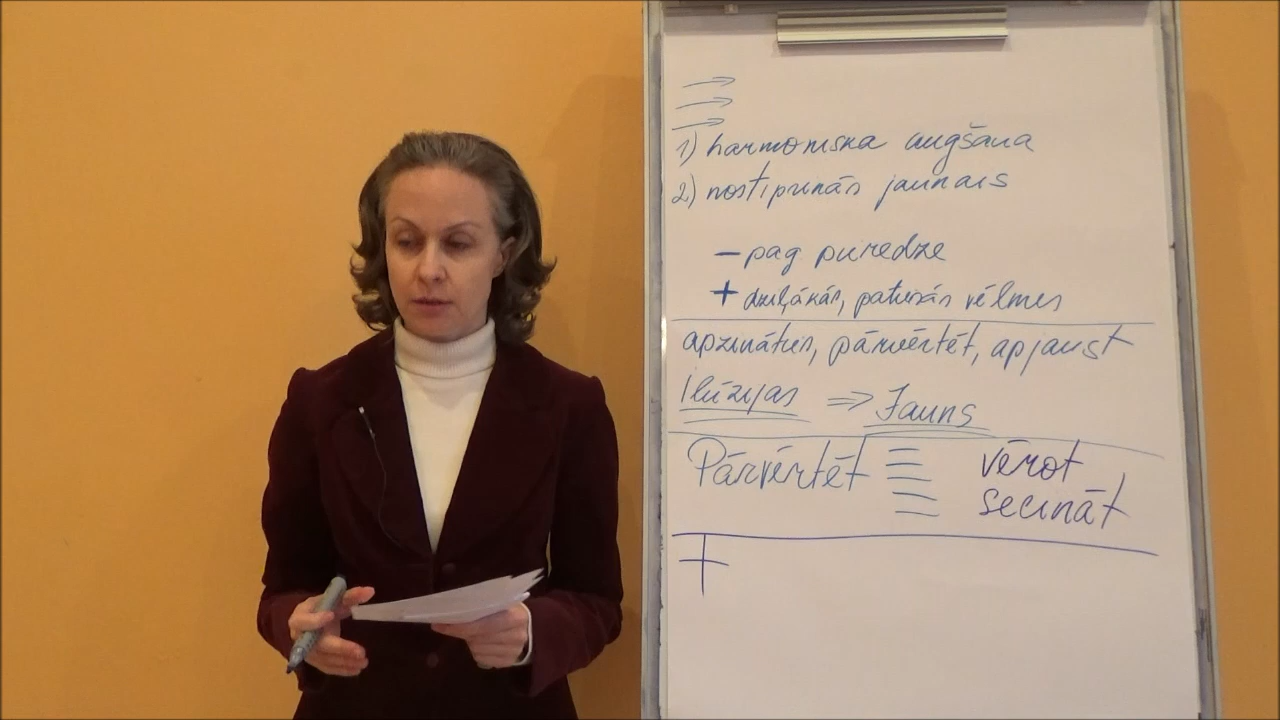 →
→
→
1) harmoniska augšana
2) nostiprinās jaunais
– pag pieredze
+ dziļākās, patiesās vēlmes
apzināties, pārvērtēt, apjaust
Ilūzijas ⇒ Jauns
Pārvērtēt vērot
secināt
+